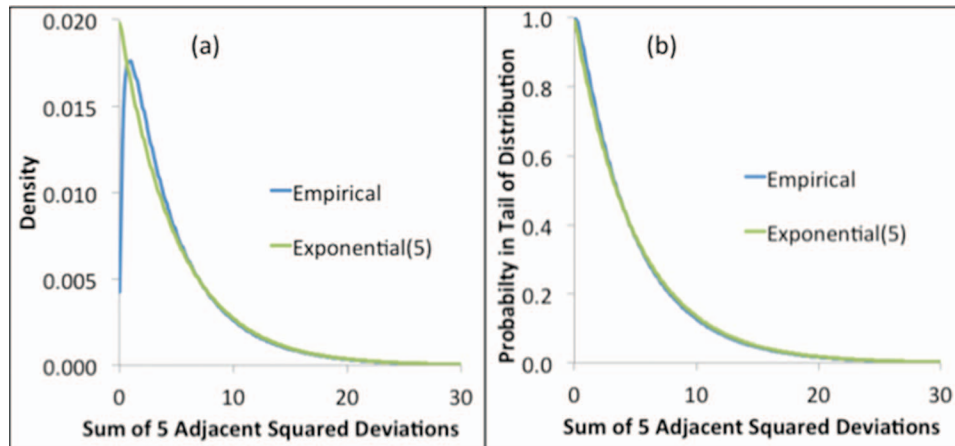 (a)
0.020
0.015
0.010
0.005
0.000
Density
Empirical
Exponential(5)
0
10
20
30
Sum of 5 Adjacent Squared Deviations
(b)
1.0
0.8
0.6
0.4
0.2
0.0
Probabilty in Tail of Distribution
Empirical
Exponential(5)
0
10
20
30
Sum of 5 Adjacent Squared Deviations